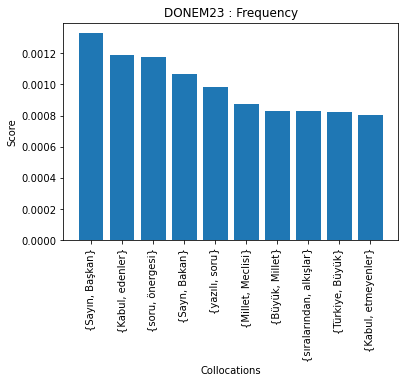 DONEM23 : Frequency
Score
0.0012
0.0010
0.0008
0.0006
0.0004
0.0002
0.0000
{Sayın, Başkan}
{Kabul, edenler}
{soru, önergesi}
{Sayn, Bakan}
{yazılı, soru}
{Millet, Meclisi}
{Büyük, Millet}
{sıralarından, alkışlar}
{Türkiye, Büyük}
{Kabul, etmeyenler}
Collocations